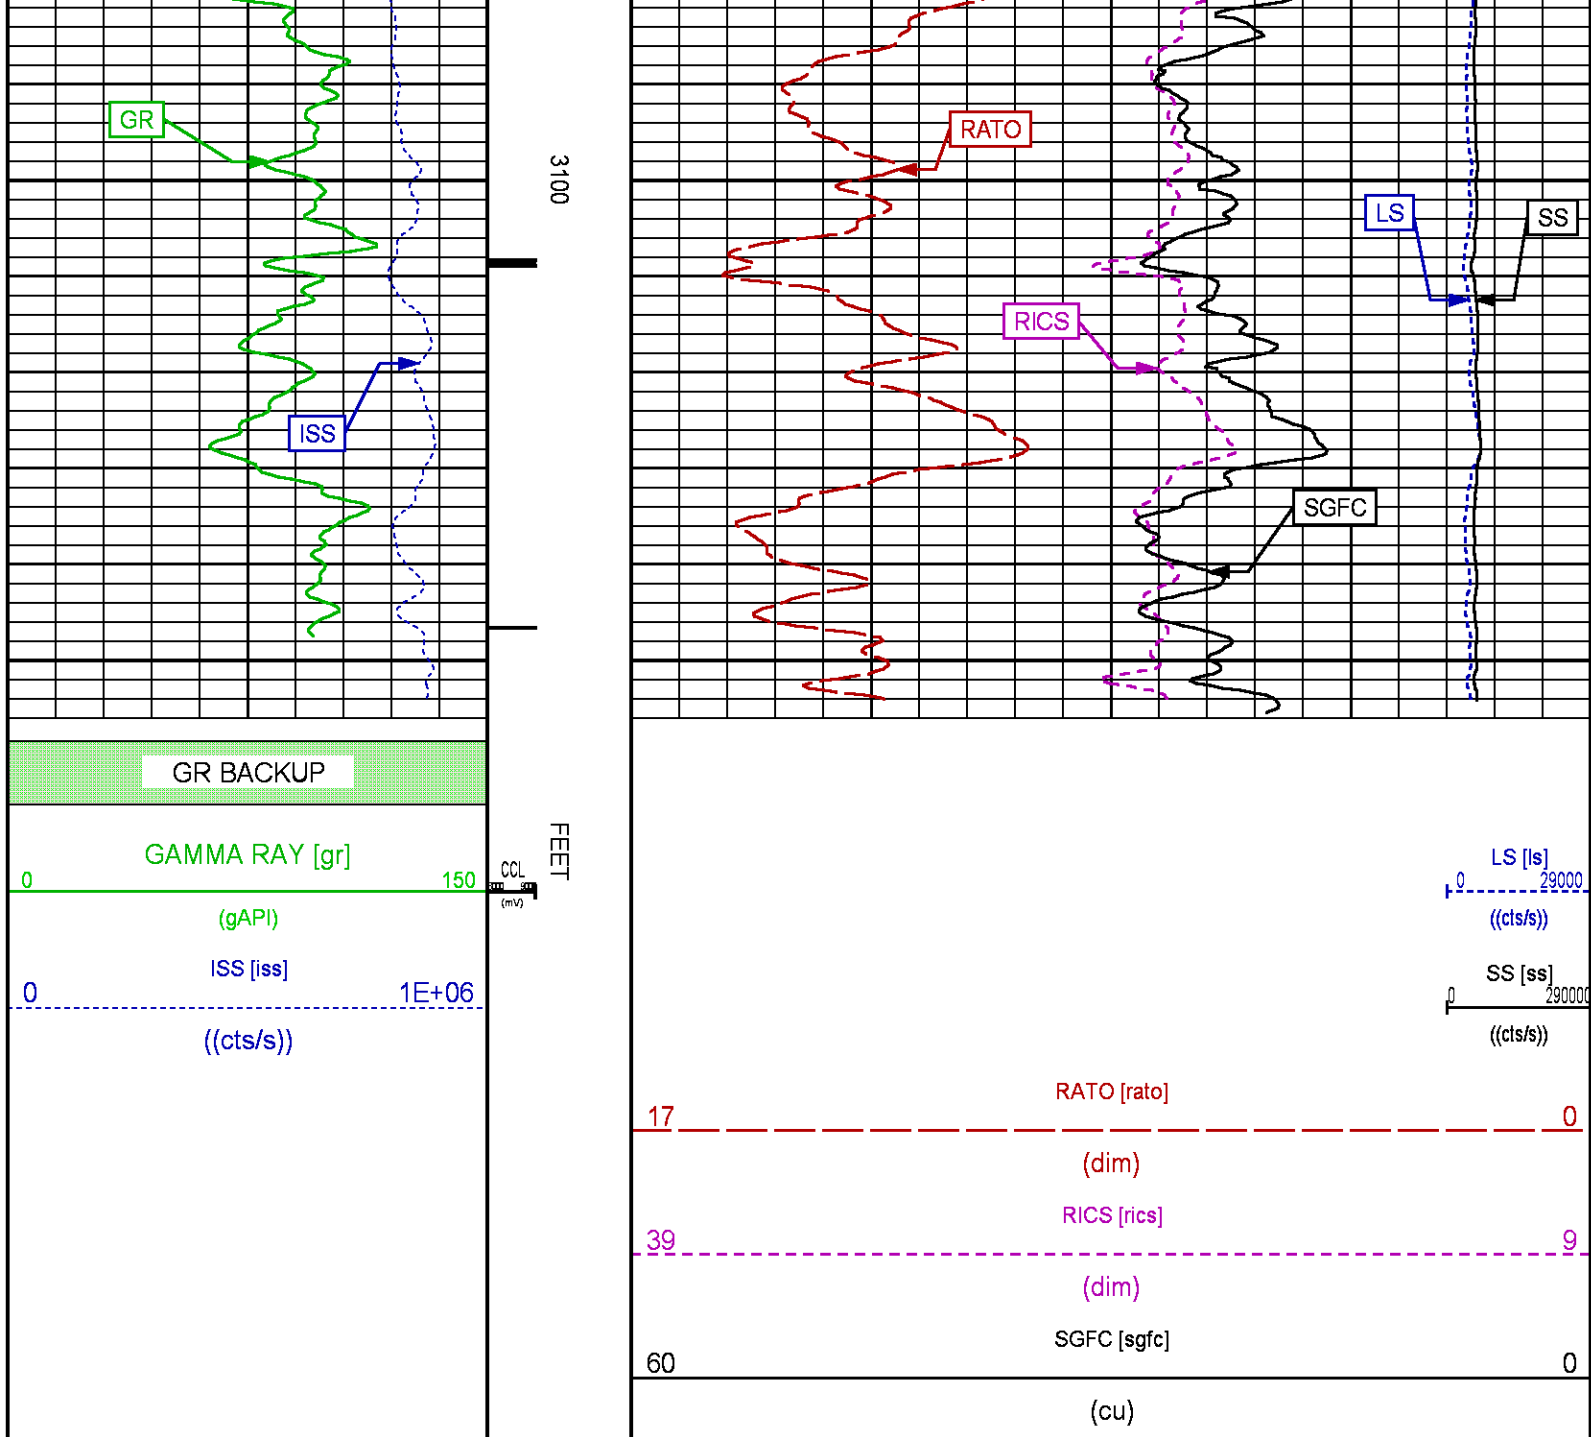 GR
RATO
3100
LS
SS
RICS
ISS
SGFC
GR BACKUP
FEET
GAMMA RAY [gr]
0 150
(gAPI)
CCL
(mV)
LS [ls]
0 29000
((cts/s))
ISS [iss]
0 1E+06
((cts/s))
SS [ss]
0 290000
((cts/s))
RATO [rato]
17 0
(dim)
RICS [rics]
39 9
(dim)
SGFC [sgfc]
60 0
(cu)